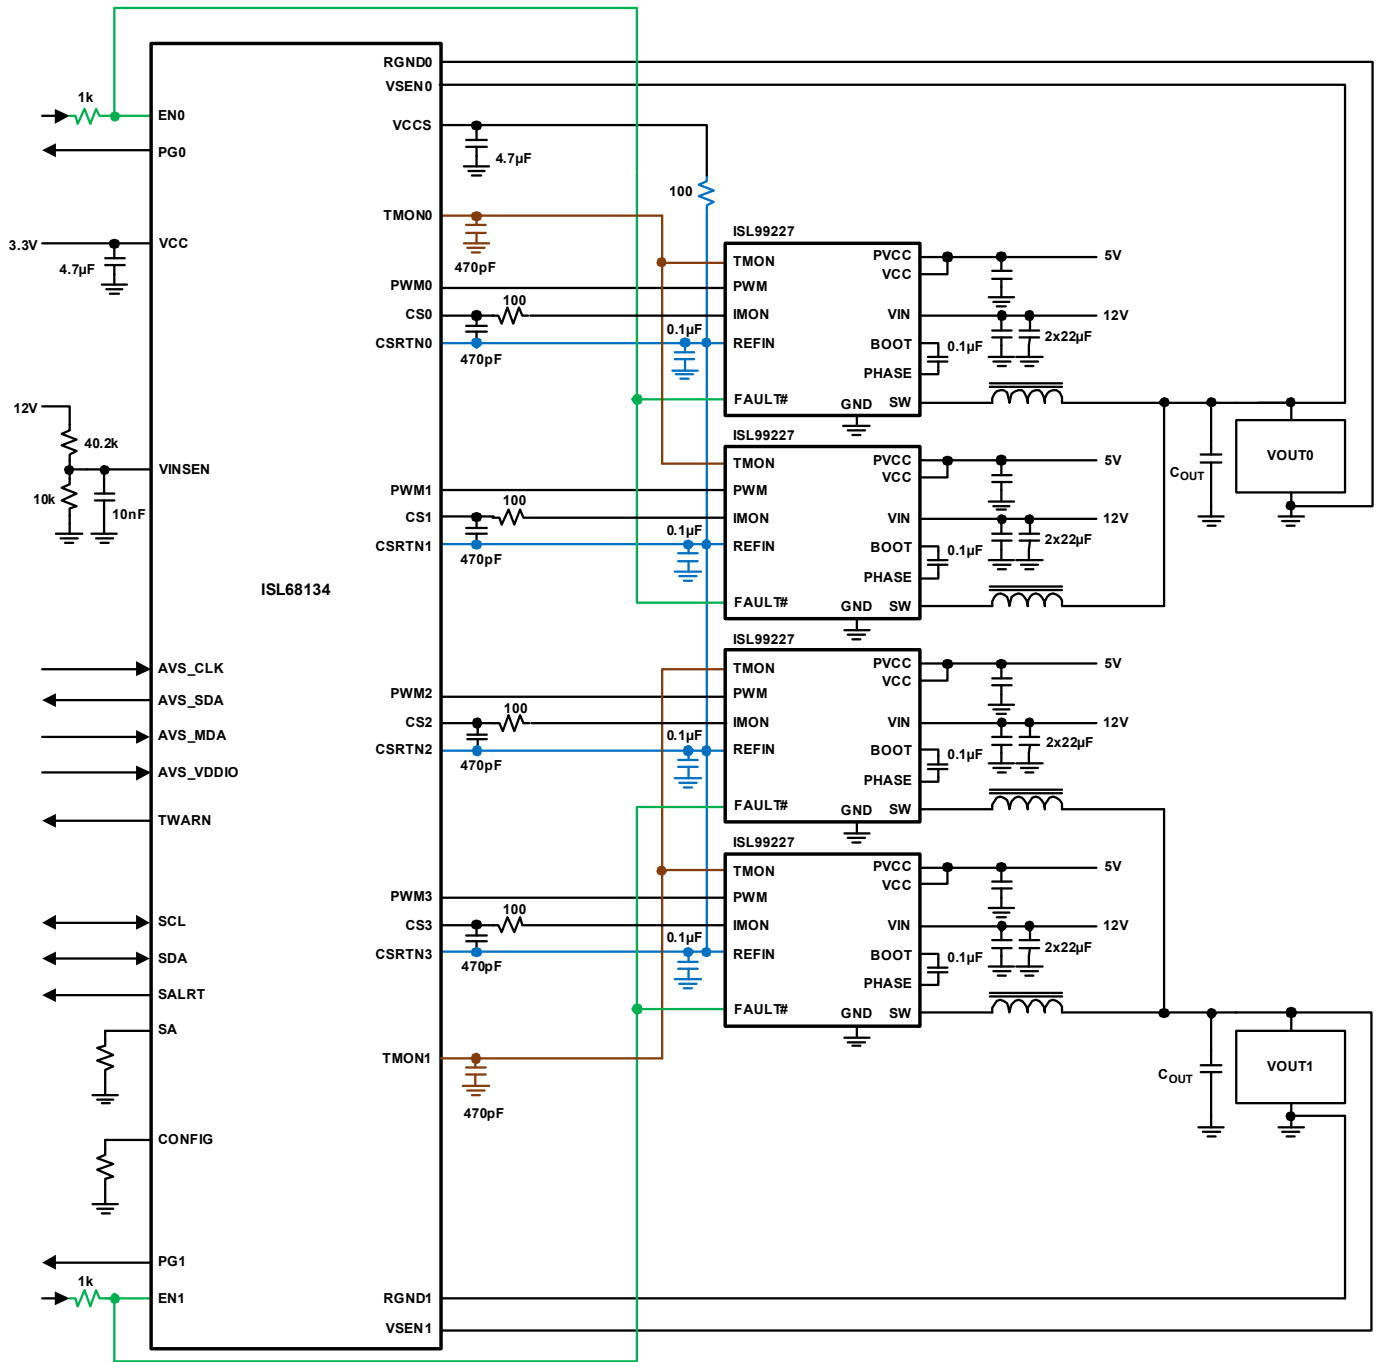 RGND0
VSEN0
1k
EN0
VCCS
PG0
4.7µF
100
TMON0
3.3V
VCC
4.7µF
470pF
ISL99227
TMON
PVCC
VCC
5V
PWM0
PWM
CS0
100
IMON
VIN
12V
CSRTN0
470pF
0.1µF
REFIN
BOOT
0.1µF
2x22µF
PHASE
FAULT#
GND
SW
12V
40.2k
VINSEN
10k
10nF
ISL99227
TMON
PVCC
VCC
5V
COUT
VOUT0
PWM1
PWM
CS1
100
IMON
VIN
12V
CSRTN1
470pF
0.1µF
REFIN
BOOT
0.1µF
2x22µF
PHASE
ISL68134
FAULT#
GND
SW
ISL99227
AVS_CLK
TMON
PVCC
VCC
5V
AVS_SDA
PWM2
PWM
CS2
100
IMON
VIN
12V
AVS_MDA
CSRTN2
470pF
0.1µF
REFIN
BOOT
0.1µF
2x22µF
AVS_VDDIO
PHASE
TWARN
FAULT#
GND
SW
ISL99227
TMON
PVCC
VCC
5V
PWM3
PWM
SCL
CS3
100
IMON
VIN
12V
SDA
CSRTN3
470pF
0.1µF
REFIN
BOOT
0.1µF
2x22µF
PHASE
SALRT
FAULT#
GND
SW
SA
TMON1
470pF
COUT
VOUT1
CONFIG
PG1
1k
EN1
RGND1
VSEN1